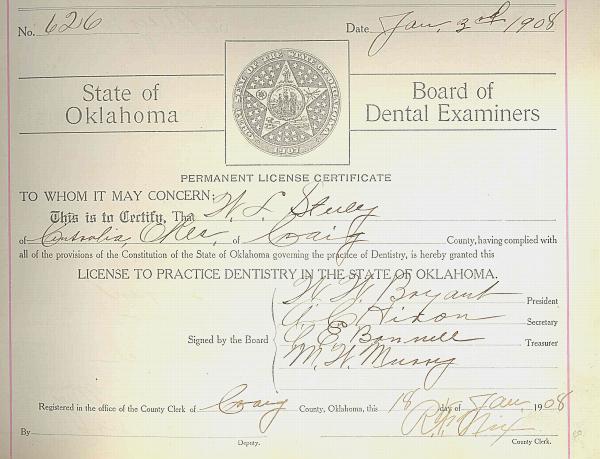 No. 626 Date Jan. 3rd 1908
State of Oklahoma
Board of Dental Examiners
PERMANENT LICENSE CERTIFICATE
TO WHOM IT MAY CONCERN:
This is to Certify, That W. L.
of Centralia, Okla, of Craig County, having complied with
all of the provisions of the Constitution of the State of Oklahoma governing the practice of Dentistry, is hereby granted this
LICENSE TO PRACTICE DENTISTRY IN THE STATE OF OKLAHOMA.
W. W. Bryant President
A. C. Hixon Secretary
Signed by the Board C. E. Bonnell Treasurer
M. W. Murray
Registered in the office of the County Clerk of Craig County, Oklahoma, this 18 day of Jan, 1908
R. Nix
By Deputy. County Clerk.